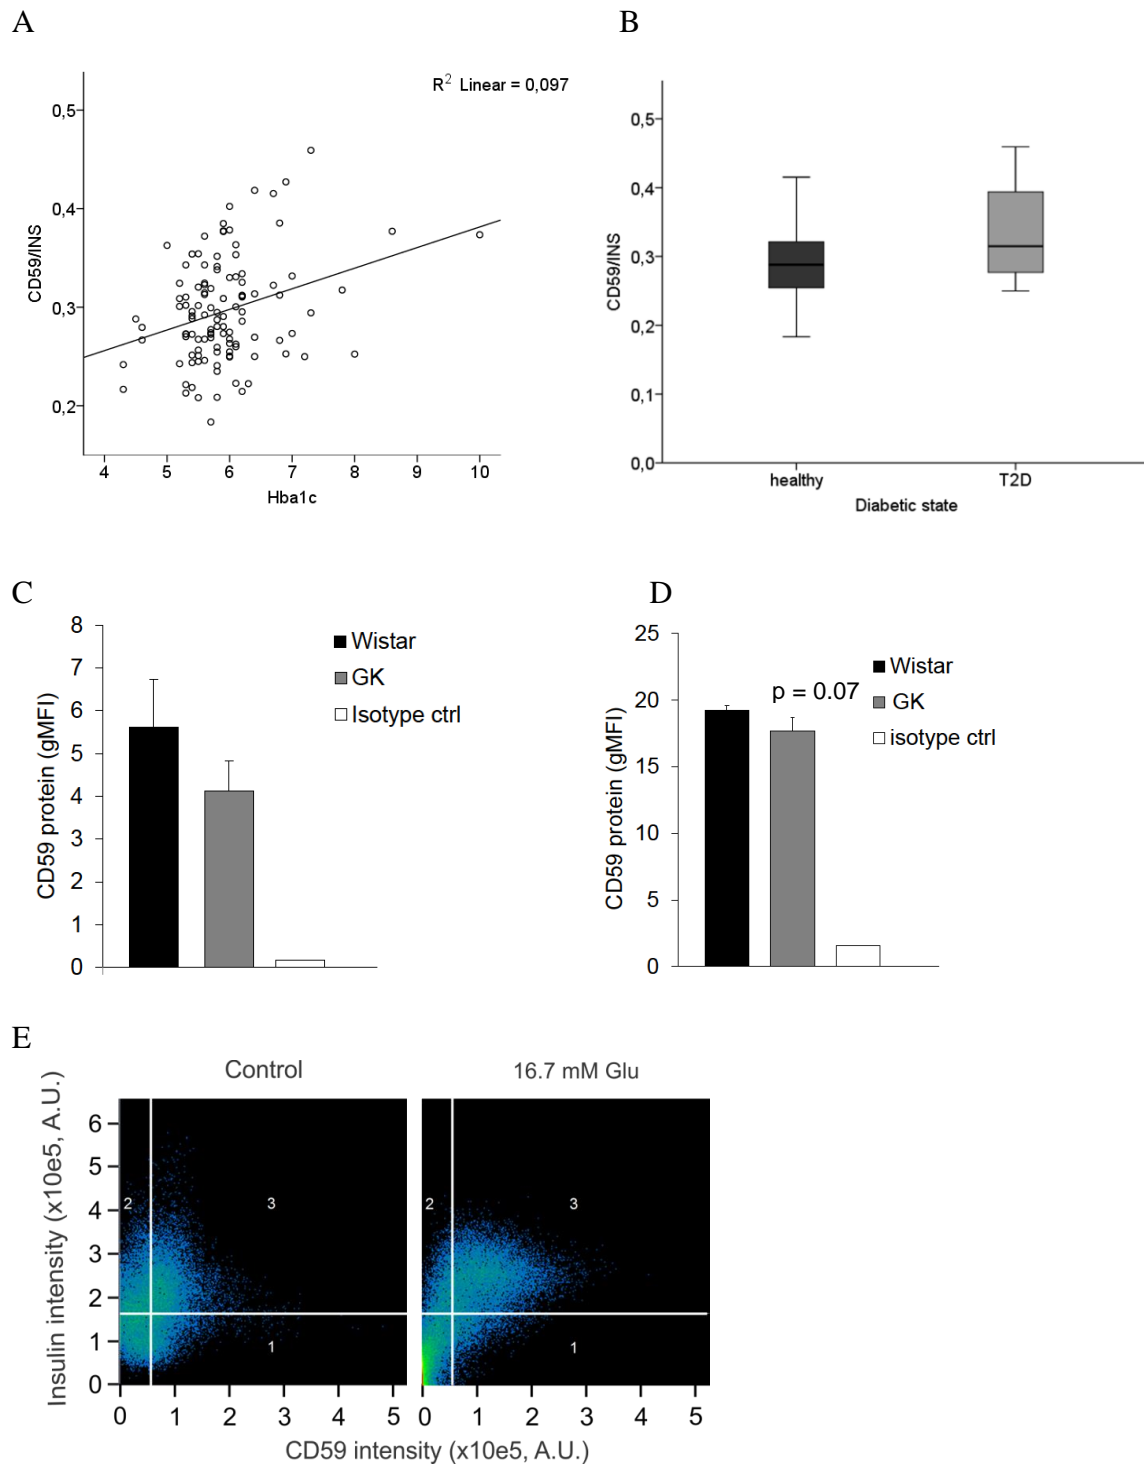 A
R² Linear = 0,097
0,5
0,4
0,3
0,2
CD59/INS
4 5 6 7 8 9 10
Hba1c
B
0,5
0,4
0,3
0,2
0,1
0,0
CD59/INS
healthy T2D
Diabetic state
C
8
7
6
5
4
3
2
1
0
CD59 protein (gMFI)
Wistar
GK
Isotype ctrl
D
25
20
15
10
5
0
CD59 protein (gMFI)
p = 0.07
Wistar
GK
isotype ctrl
E
Control
16.7 mM Glu
Insulin intensity (x10e5, A.U.)
6
5
4
3
2
1
0
2 3
1
2 3
1
0 1 2 3 4 5
0 1 2 3 4 5
CD59 intensity (x10e5, A.U.)